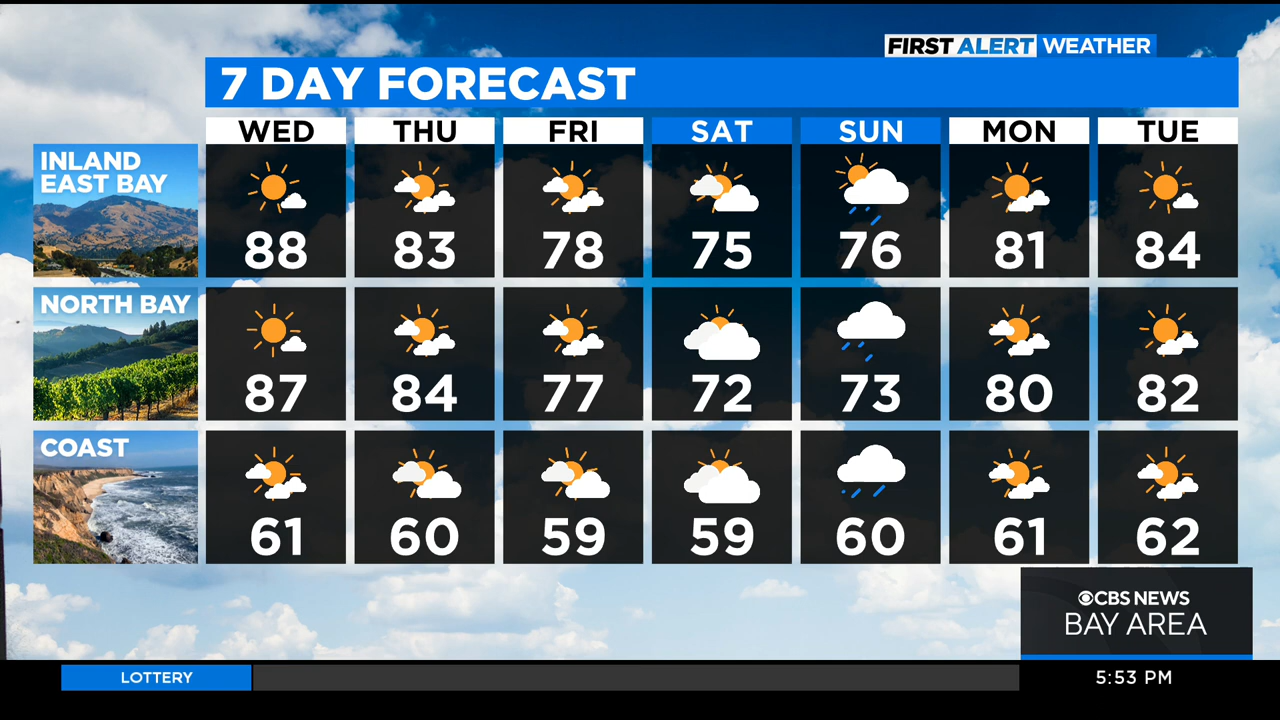 FIRST ALERT WEATHER
7 DAY FORECAST
WED THU FRI SAT SUN MON TUE
INLAND
EAST BAY
88 83 78 75 76 81 84
NORTH BAY
87 84 77 72 73 80 82
COAST
61 60 59 59 60 61 62
CBS NEWS
BAY AREA
LOTTERY
5:53 PM